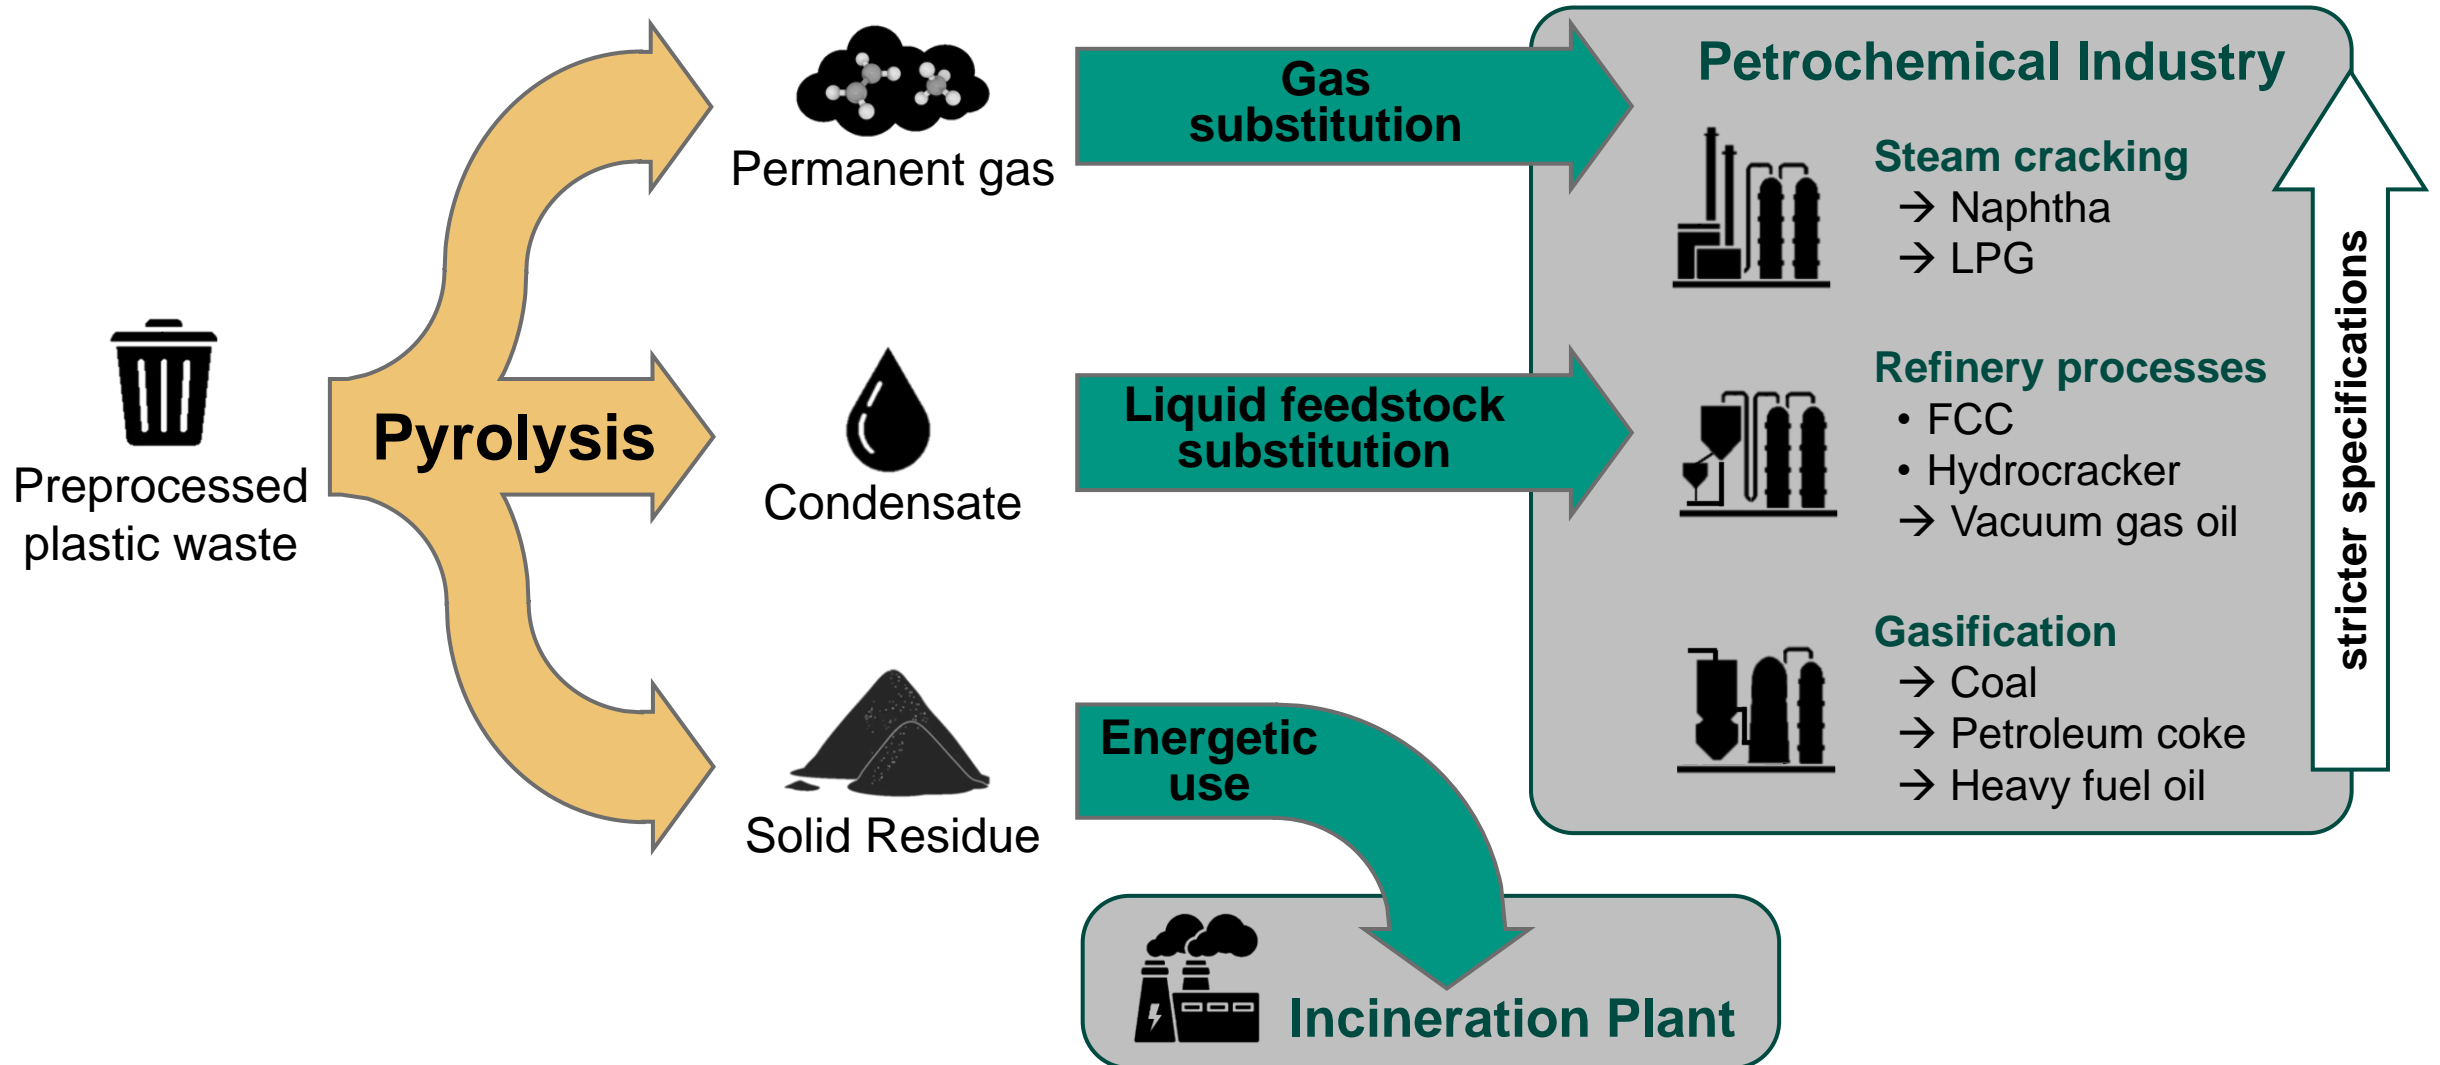 Preprocessed
plastic waste
Pyrolysis
Permanent gas
Condensate
Solid Residue
Gas
substitution
Liquid feedstock
substitution
Energetic
use
Petrochemical Industry
Steam cracking
→ Naphtha
→ LPG
Refinery processes
• FCC
• Hydrocracker
→ Vacuum gas oil
Gasification
→ Coal
→ Petroleum coke
→ Heavy fuel oil
stricter specifications
Incineration Plant